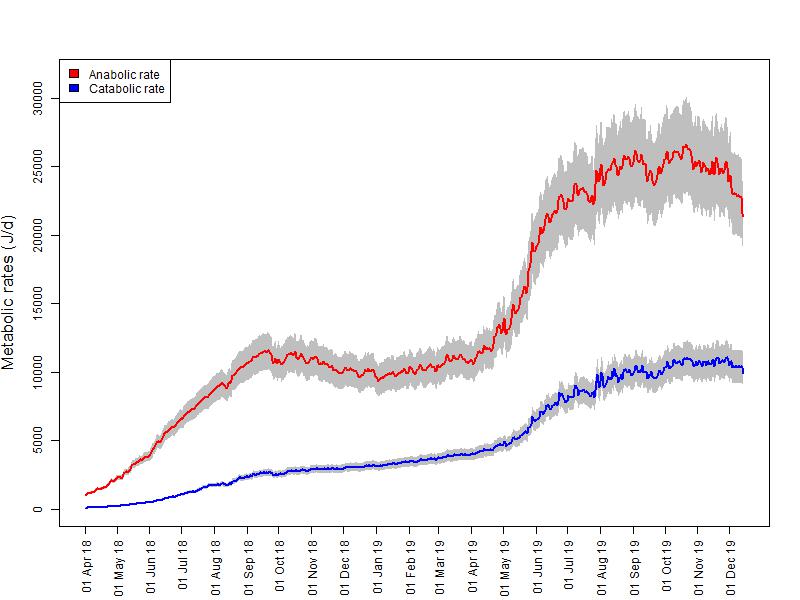 Anabolic rate
Catabolic rate
Metabolic rates (J/d)
30000
25000
20000
15000
10000
5000
0
01 Apr 18
01 May 18
01 Jun 18
01 Jul 18
01 Aug 18
01 Sep 18
01 Oct 18
01 Nov 18
01 Dec 18
01 Jan 19
01 Feb 19
01 Mar 19
01 Apr 19
01 May 19
01 Jun 19
01 Jul 19
01 Aug 19
01 Sep 19
01 Oct 19
01 Nov 19
01 Dec 19